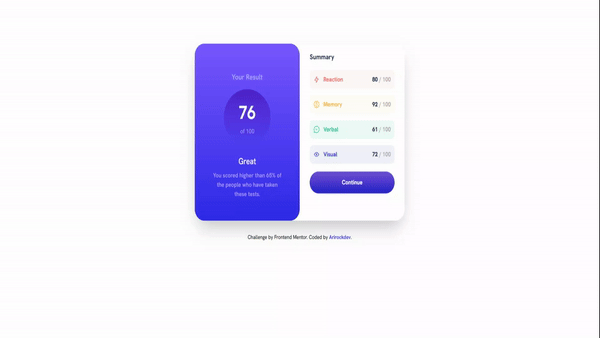 Your Result
76
of 100
Great
You scored higher than 65% of
the people who have taken
these tests.
Summary
Reaction 80 / 100
Memory 92 / 100
Verbal 61 / 100
Visual 72 / 100
Continue
Challenge by Frontend Mentor. Coded by Artrockdev.